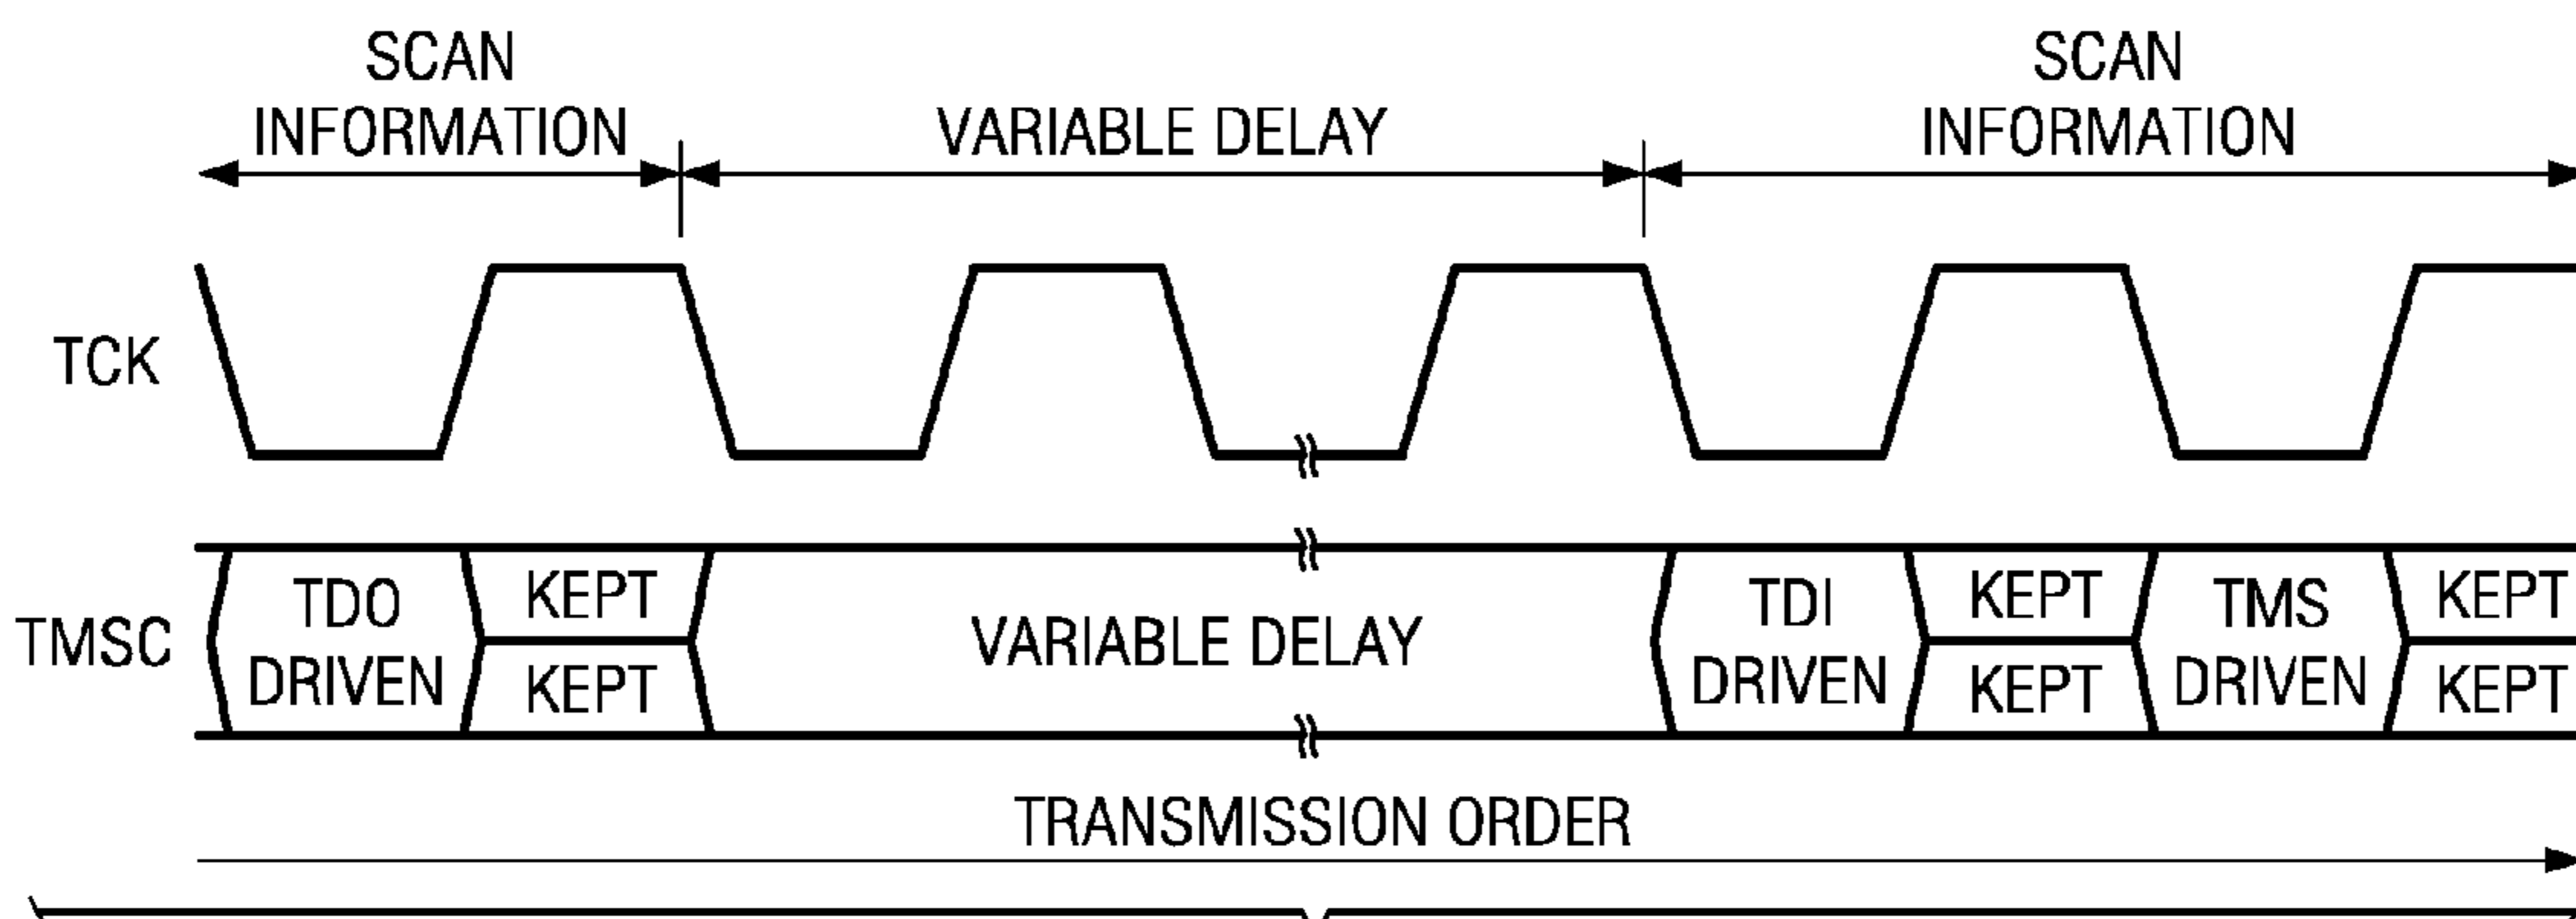 SCAN
INFORMATION
VARIABLE DELAY
SCAN
INFORMATION
TCK
TMSC
TDO
DRIVEN
KEPT
KEPT
VARIABLE DELAY
TDI
DRIVEN
KEPT
KEPT
TMS
DRIVEN
KEPT
KEPT
TRANSMISSION ORDER